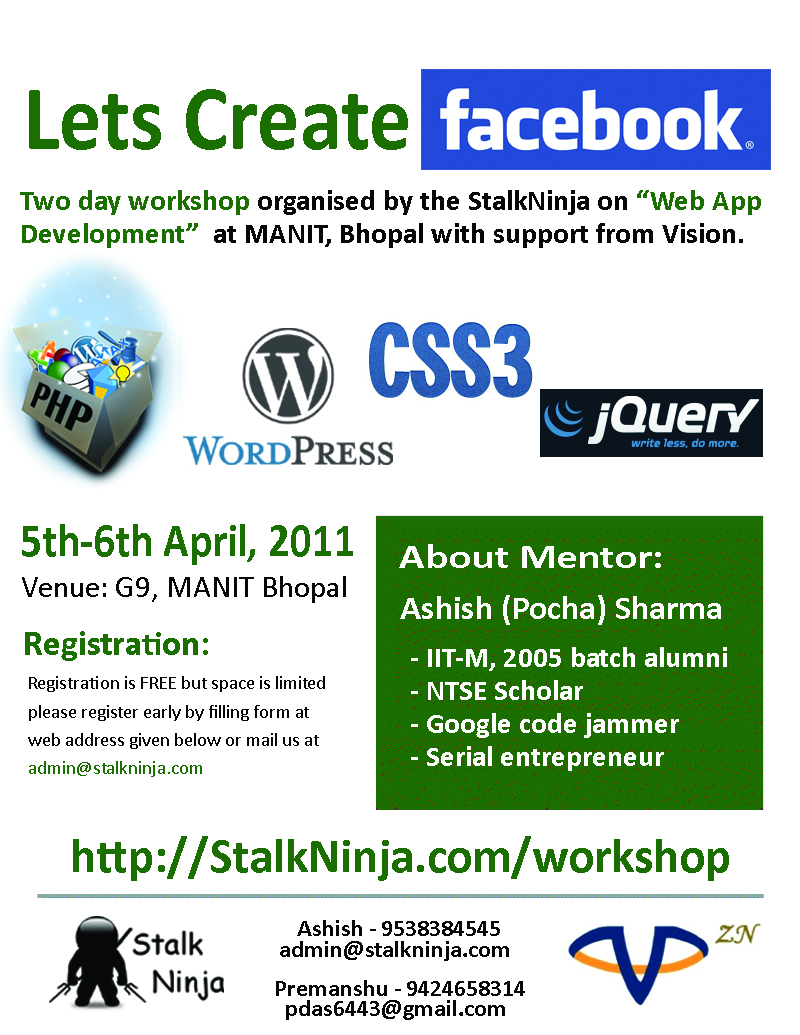 Lets Create facebook®
Two day workshop organised by the StalkNinja on “Web App
Development” at MANIT, Bhopal with support from Vision.
PHP
W
WORDPRESS
CSS3
jQuery
write less, do more.
5th-6th April, 2011
Venue: G9, MANIT Bhopal
Registration:
Registration is FREE but space is limited
please register early by filling form at
web address given below or mail us at
admin@stalkninja.com
About Mentor:
Ashish (Pocha) Sharma
- IIT-M, 2005 batch alumni
- NTSE Scholar
- Google code jammer
- Serial entrepreneur
http://StalkNinja.com/workshop
Stalk
Ninja
Ashish - 9538384545
admin@stalkninja.com
Premanshu - 9424658314
pdas6443@gmail.com
ZN